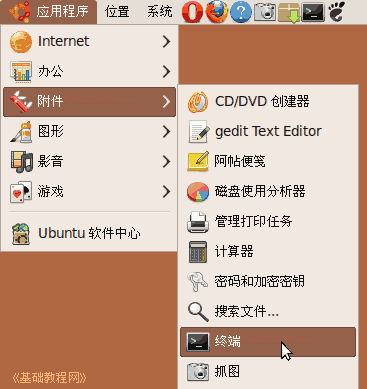 应用程序 位置 系统
Internet
办公
附件
图形
影音
游戏
Ubuntu 软件中心
CD/DVD 创建器
gedit Text Editor
阿帖便笺
磁盘使用分析器
管理打印任务
计算器
密码和加密密钥
搜索文件...
终端
抓图
《基础教程网》